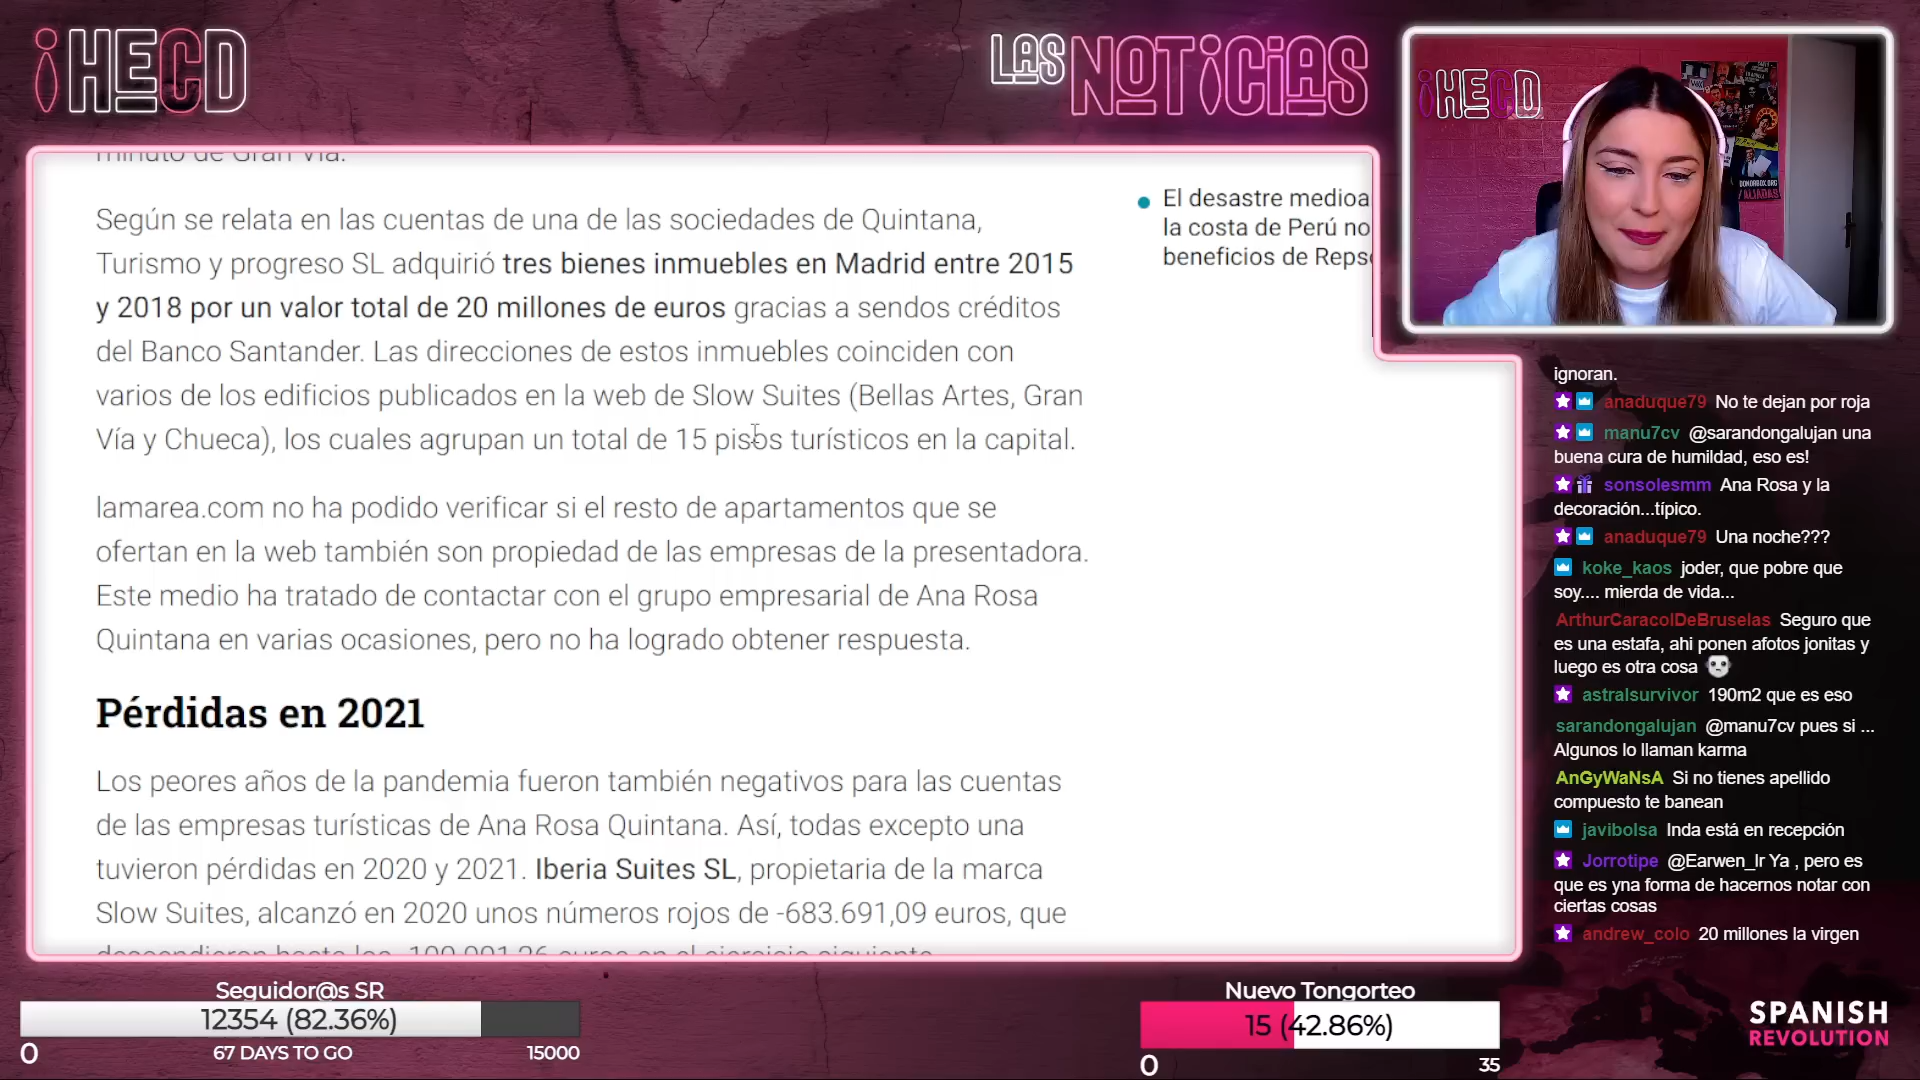 ¡HECD
LAS NOTICIAS
¡HECD
minuto de Gran Vía.
Según se relata en las cuentas de una de las sociedades de Quintana,
Turismo y progreso SL adquirió tres bienes inmuebles en Madrid entre 2015
y 2018 por un valor total de 20 millones de euros gracias a sendos créditos
del Banco Santander. Las direcciones de estos inmuebles coinciden con
varios de los edificios publicados en la web de Slow Suites (Bellas Artes, Gran
Vía y Chueca), los cuales agrupan un total de 15 pisos turísticos en la capital.
lamarea.com no ha podido verificar si el resto de apartamentos que se
ofertan en la web también son propiedad de las empresas de la presentadora.
Este medio ha tratado de contactar con el grupo empresarial de Ana Rosa
Quintana en varias ocasiones, pero no ha logrado obtener respuesta.
Pérdidas en 2021
Los peores años de la pandemia fueron también negativos para las cuentas
de las empresas turísticas de Ana Rosa Quintana. Así, todas excepto una
tuvieron pérdidas en 2020 y 2021. Iberia Suites SL, propietaria de la marca
Slow Suites, alcanzó en 2020 unos números rojos de -683.691,09 euros, que
El desastre medioa
la costa de Perú no
beneficios de Reps
ignoran.
anaduque79 No te dejan por roja
manu7cv @sarandongalujan una
buena cura de humildad, eso es!
sonsolesmm Ana Rosa y la
decoración...típico.
anaduque79 Una noche???
koke_kaos joder, que pobre que
soy.... mierda de vida...
ArthurCaracolDeBruselas Seguro que
es una estafa, ahi ponen afotos jonitas y
luego es otra cosa
astralsurvivor 190m2 que es eso
sarandongalujan @manu7cv pues si ...
Algunos lo llaman karma
AnGyWaNsA Si no tienes apellido
compuesto te banean
javibolsa Inda está en recepción
Jorrotipe @Earwen_Ir Ya , pero es
que es yna forma de hacernos notar con
ciertas cosas
andrew_colo 20 millones la virgen
Seguidor@s SR
12354 (82.36%)
0 67 DAYS TO GO 15000
Nuevo Tongorteo
15 (42.86%)
0 35
SPANISH
REVOLUTION